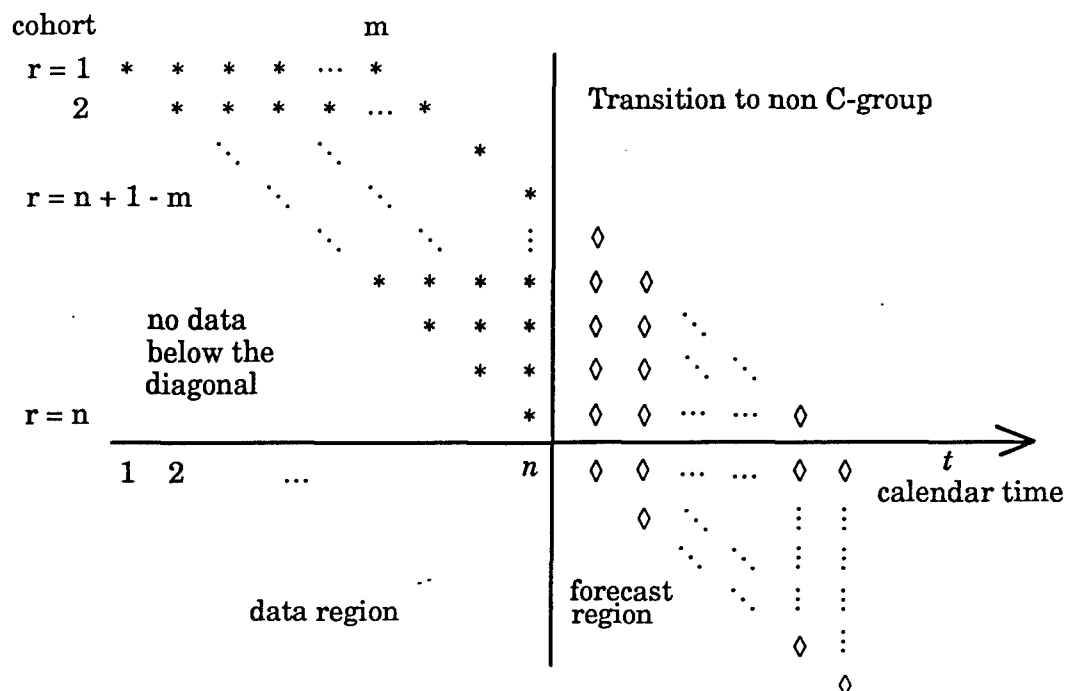 cohort m
r = 1 * * * * ... *
2 * * * * ... *
Transition to non C-group
*
r = n + 1 - m *
◊
* * * * ◊ ◊
no data * * * ◊ ◊
below the
diagonal * * ◊ ◊
r = n * ◊ ◊ ... ... ◊
1 2 ... n ◊ ◊ ... ... ◊ ◊ t
calendar time
◊
data region
forecast
region
◊
◊